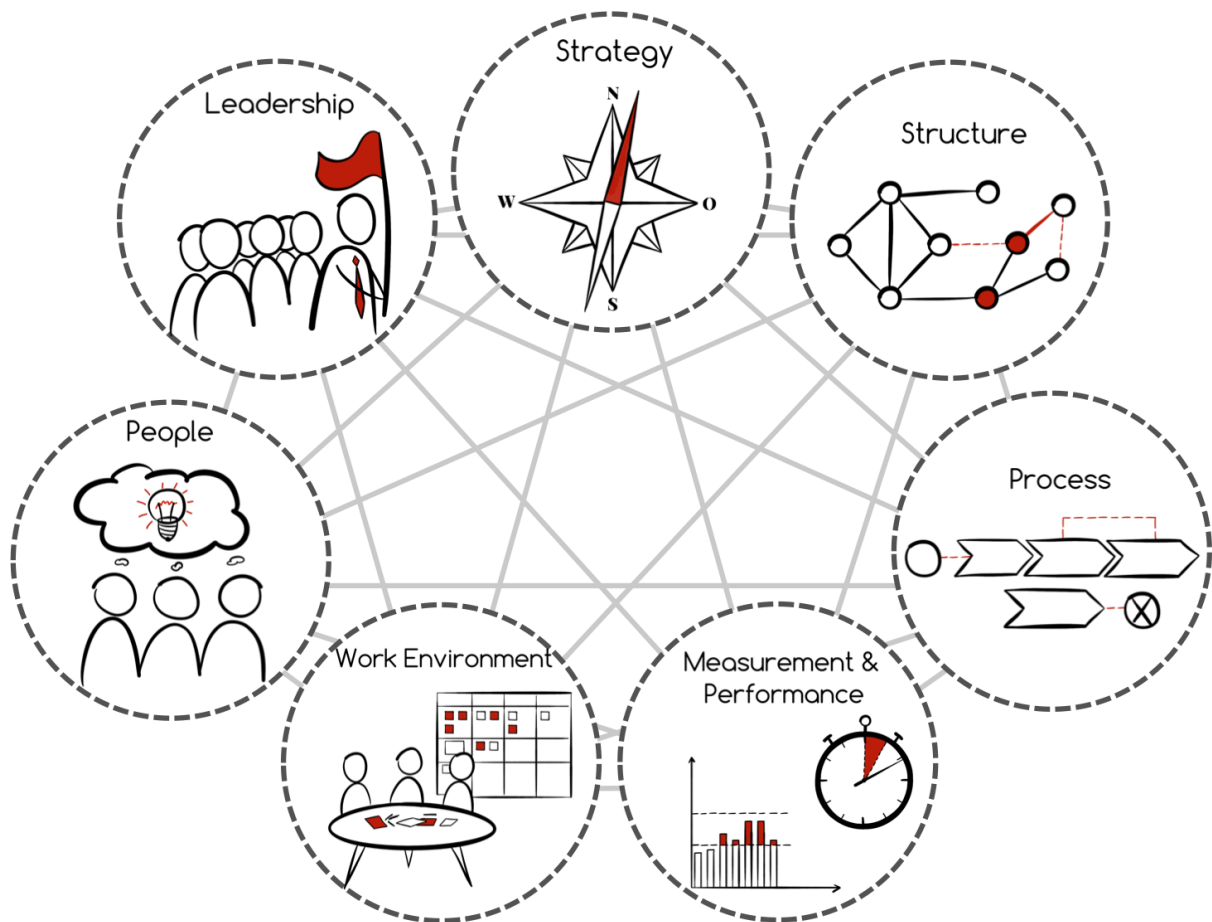 Strategy
N
W
O
S
Leadership
Structure
People
Process
Work Environment
Measurement &
Performance